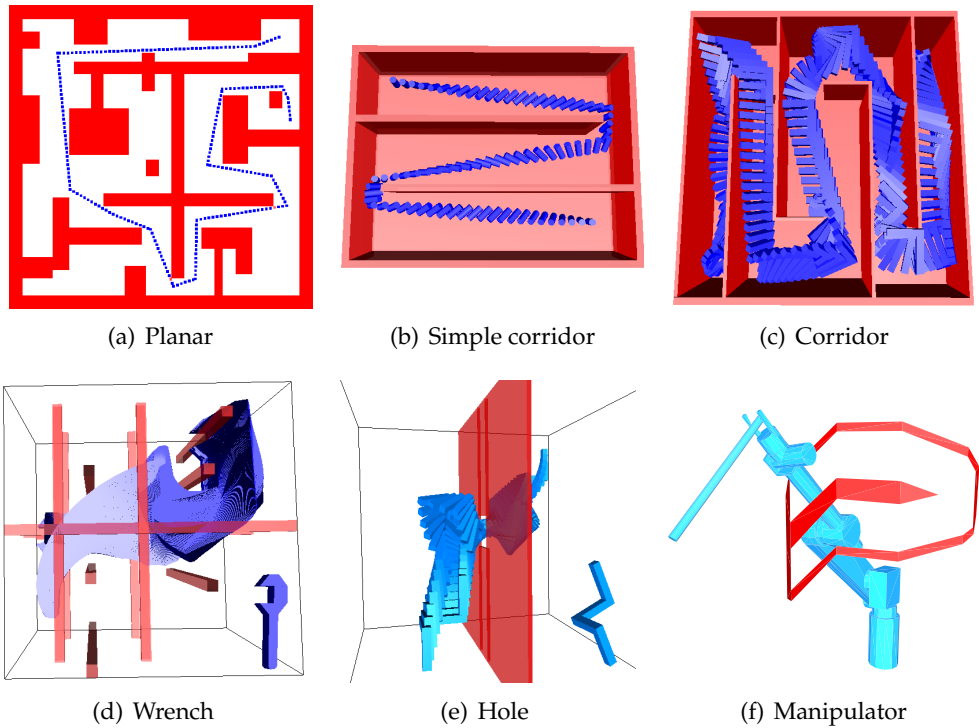 (a) Planar
(b) Simple corridor
(c) Corridor
(d) Wrench
(e) Hole
(f) Manipulator